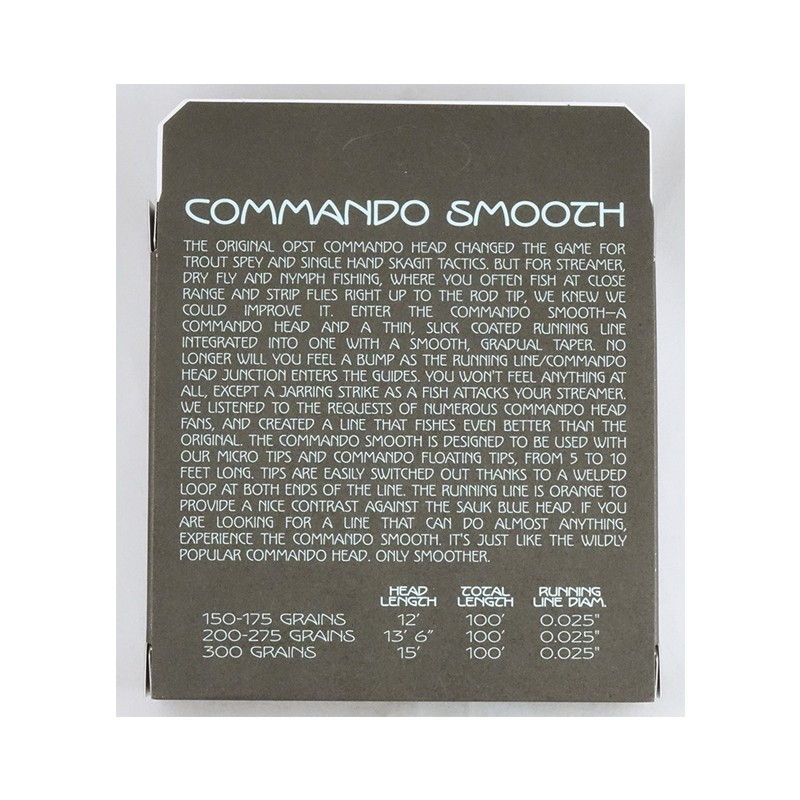 COMMANDO SMOOTH
THE ORIGINAL OPST COMMANDO HEAD CHANGED THE GAME FOR
TROUT SPEY AND SINGLE HAND SKAGIT TACTICS. BUT FOR STREAMER,
DRY FLY AND NYMPH FISHING, WHERE YOU OFTEN FISH AT CLOSE
RANGE AND STRIP FLIES RIGHT UP TO THE ROD TIP, WE KNEW WE
COULD IMPROVE IT. ENTER THE COMMANDO SMOOTH—A
COMMANDO HEAD AND A THIN, SLICK COATED RUNNING LINE
INTEGRATED INTO ONE WITH A SMOOTH, GRADUAL TAPER. NO
LONGER WILL YOU FEEL A BUMP AS THE RUNNING LINE/COMMANDO
HEAD JUNCTION ENTERS THE GUIDES. YOU WON'T FEEL ANYTHING AT
ALL, EXCEPT A JARRING STRIKE AS A FISH ATTACKS YOUR STREAMER.
WE LISTENED TO THE REQUESTS OF NUMEROUS COMMANDO HEAD
FANS, AND CREATED A LINE THAT FISHES EVEN BETTER THAN THE
ORIGINAL. THE COMMANDO SMOOTH IS DESIGNED TO BE USED WITH
OUR MICRO TIPS AND COMMANDO FLOATING TIPS, FROM 5 TO 10
FEET LONG. TIPS ARE EASILY SWITCHED OUT THANKS TO A WELDED
LOOP AT BOTH ENDS OF THE LINE. THE RUNNING LINE IS ORANGE TO
PROVIDE A NICE CONTRAST AGAINST THE SAUK BLUE HEAD. IF YOU
ARE LOOKING FOR A LINE THAT CAN DO ALMOST ANYTHING,
EXPERIENCE THE COMMANDO SMOOTH. IT'S JUST LIKE THE WILDLY
POPULAR COMMANDO HEAD. ONLY SMOOTHER.
HEAD TOTAL RUNNING
LENGTH LENGTH LINE DIAM.
150-175 GRAINS 12' 100' 0.025"
200-275 GRAINS 13' 6" 100' 0.025"
300 GRAINS 15' 100' 0.025"